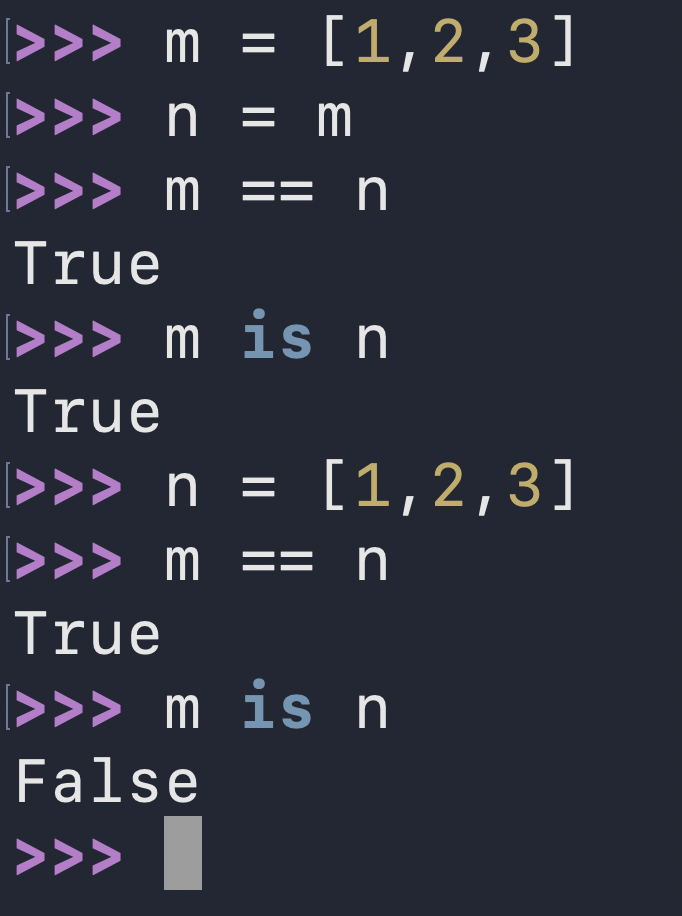 >>> m = [1,2,3]
>>> n = m
>>> m == n
True
>>> m is n
True
>>> n = [1,2,3]
>>> m == n
True
>>> m is n
False
>>>